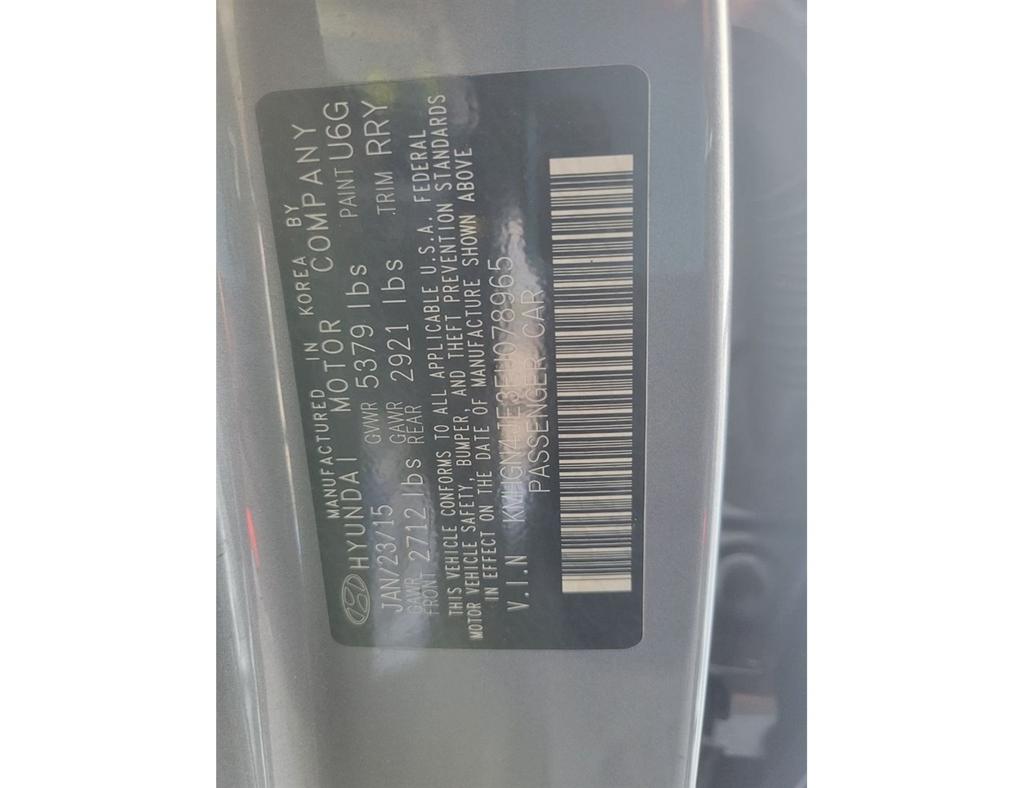 MANUFACTURED IN KOREA BY
HYUNDAI MOTOR COMPANY
JAN/23/15 GVWR 5379 lbs PAINT U6G
GAWR FRONT 2712 lbs GAWR REAR 2921 lbs TRIM RRY
THIS VEHICLE CONFORMS TO ALL APPLICABLE U.S.A. FEDERAL
MOTOR VEHICLE SAFETY, BUMPER, AND THEFT PREVENTION STANDARDS
IN EFFECT ON THE DATE OF MANUFACTURE SHOWN ABOVE
V.I.N KMHGN4JE3FU078965
PASSENGER CAR